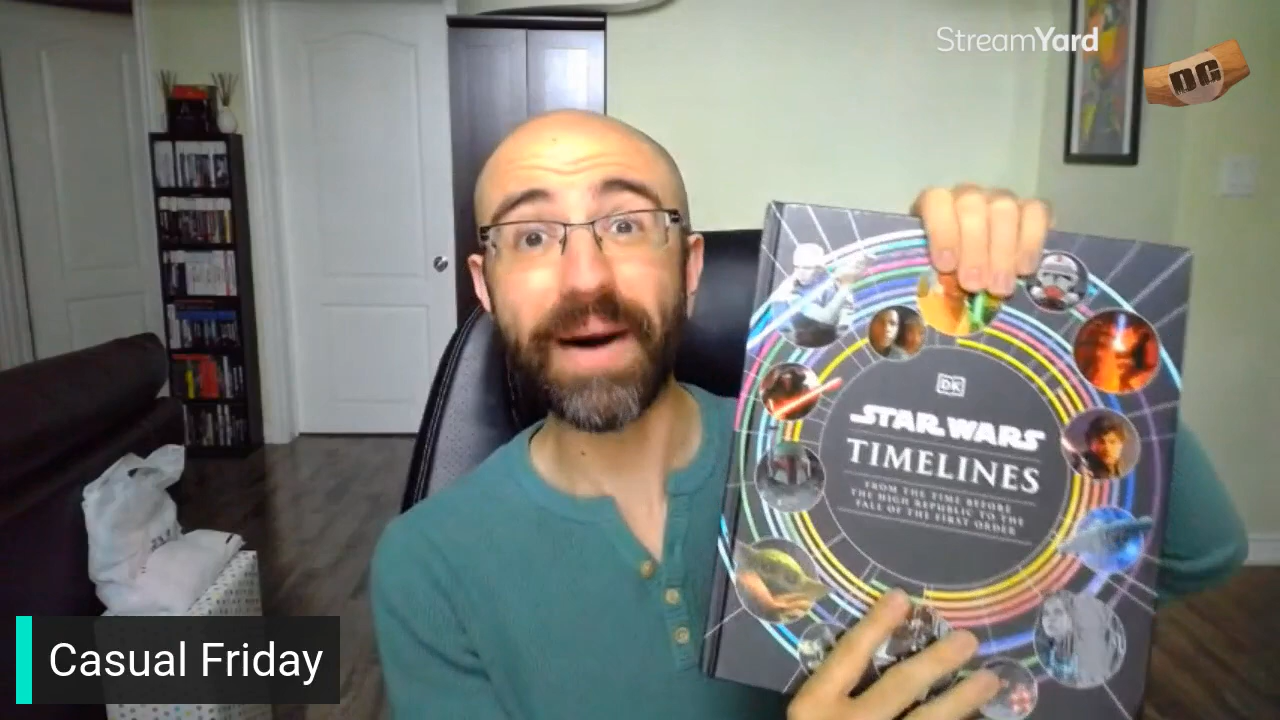 StreamYard
DG
DK
STAR WARS
TIMELINES
FROM THE TIME BEFORE
THE HIGH REPUBLIC TO THE
FALL OF THE FIRST ORDER
Casual Friday